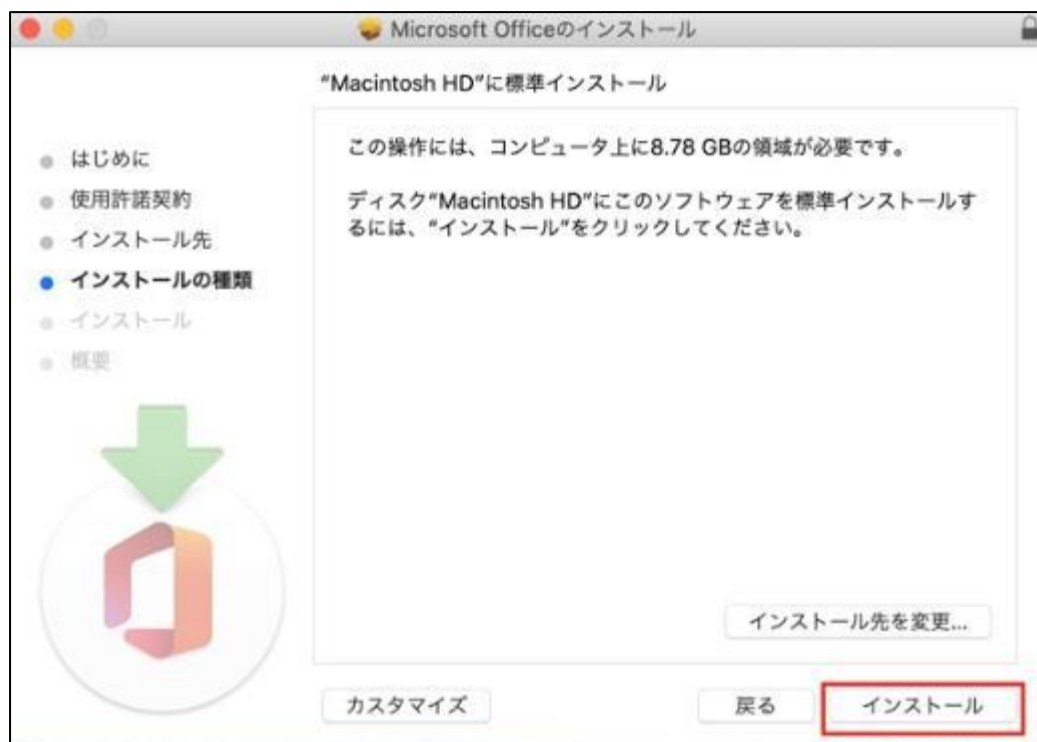 Microsoft Officeのインストール
“Macintosh HD”に標準インストール
はじめに
使用許諾契約
インストール先
インストールの種類
インストール
概要
この操作には、コンピュータ上に8.78 GBの領域が必要です。
ディスク“Macintosh HD”にこのソフトウェアを標準インストールす
るには、“インストール”をクリックしてください。
インストール先を変更...
カスタマイズ
戻る
インストール